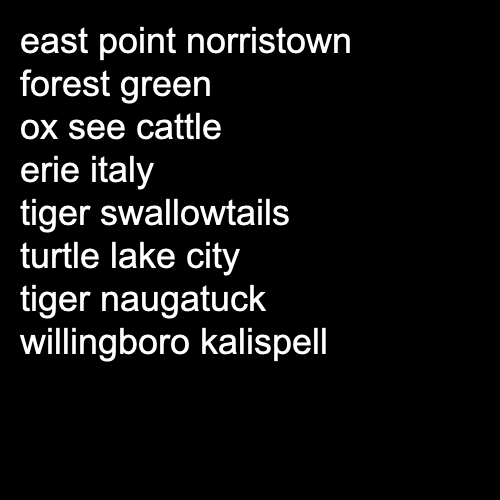 east point norristown
forest green
ox see cattle
erie italy
tiger swallowtails
turtle lake city
tiger naugatuck
willingboro kalispell